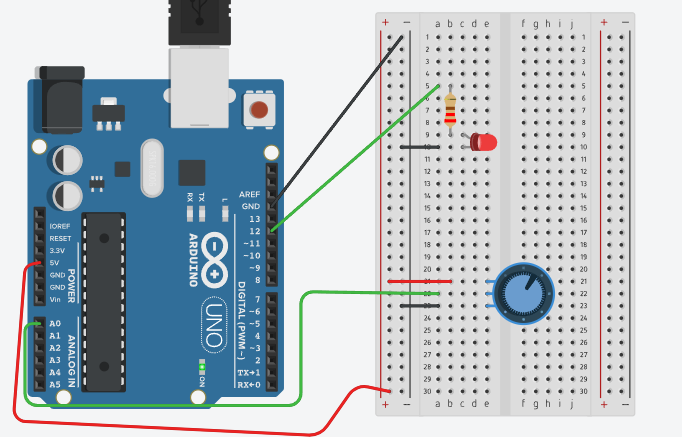 + − a b c d e f g h i j + −
1 1
2 2
3 3
4 4
5 5
6 6
7 7
8 8
9 9
10 10
11 11
12 12
13 13
14 14
15 15
16 16
17 17
18 18
19 19
20 20
21 21
22 22
23 23
24 24
25 25
26 26
27 27
28 28
29 29
30 30
+ − a b c d e f g h i j + −
AREF
GND
13
12
~11
~10
~9
8
7
~6
~5
4
~3
2
TX→1
RX←0
DIGITAL (PWM~)
RX
TX
L
ARDUINO
UNO
ON
IOREF
RESET
3.3V
5V
GND
GND
Vin
POWER
A0
A1
A2
A3
A4
A5
ANALOG IN